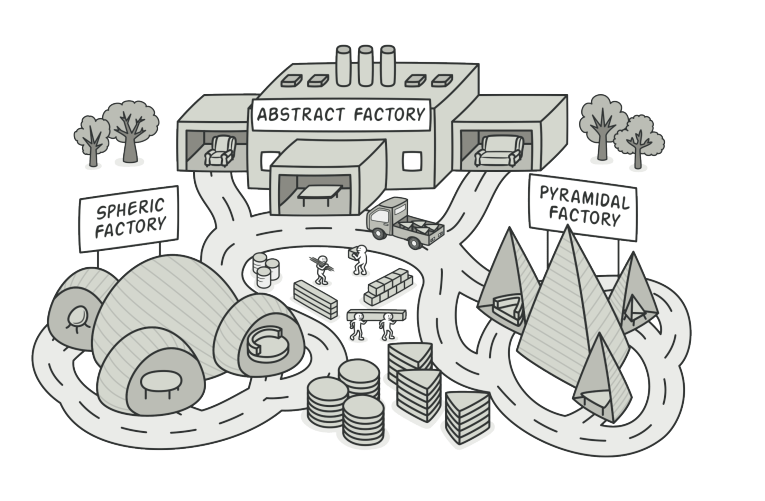 ABSTRACT FACTORY
SPHERIC
FACTORY
PYRAMIDAL
FACTORY